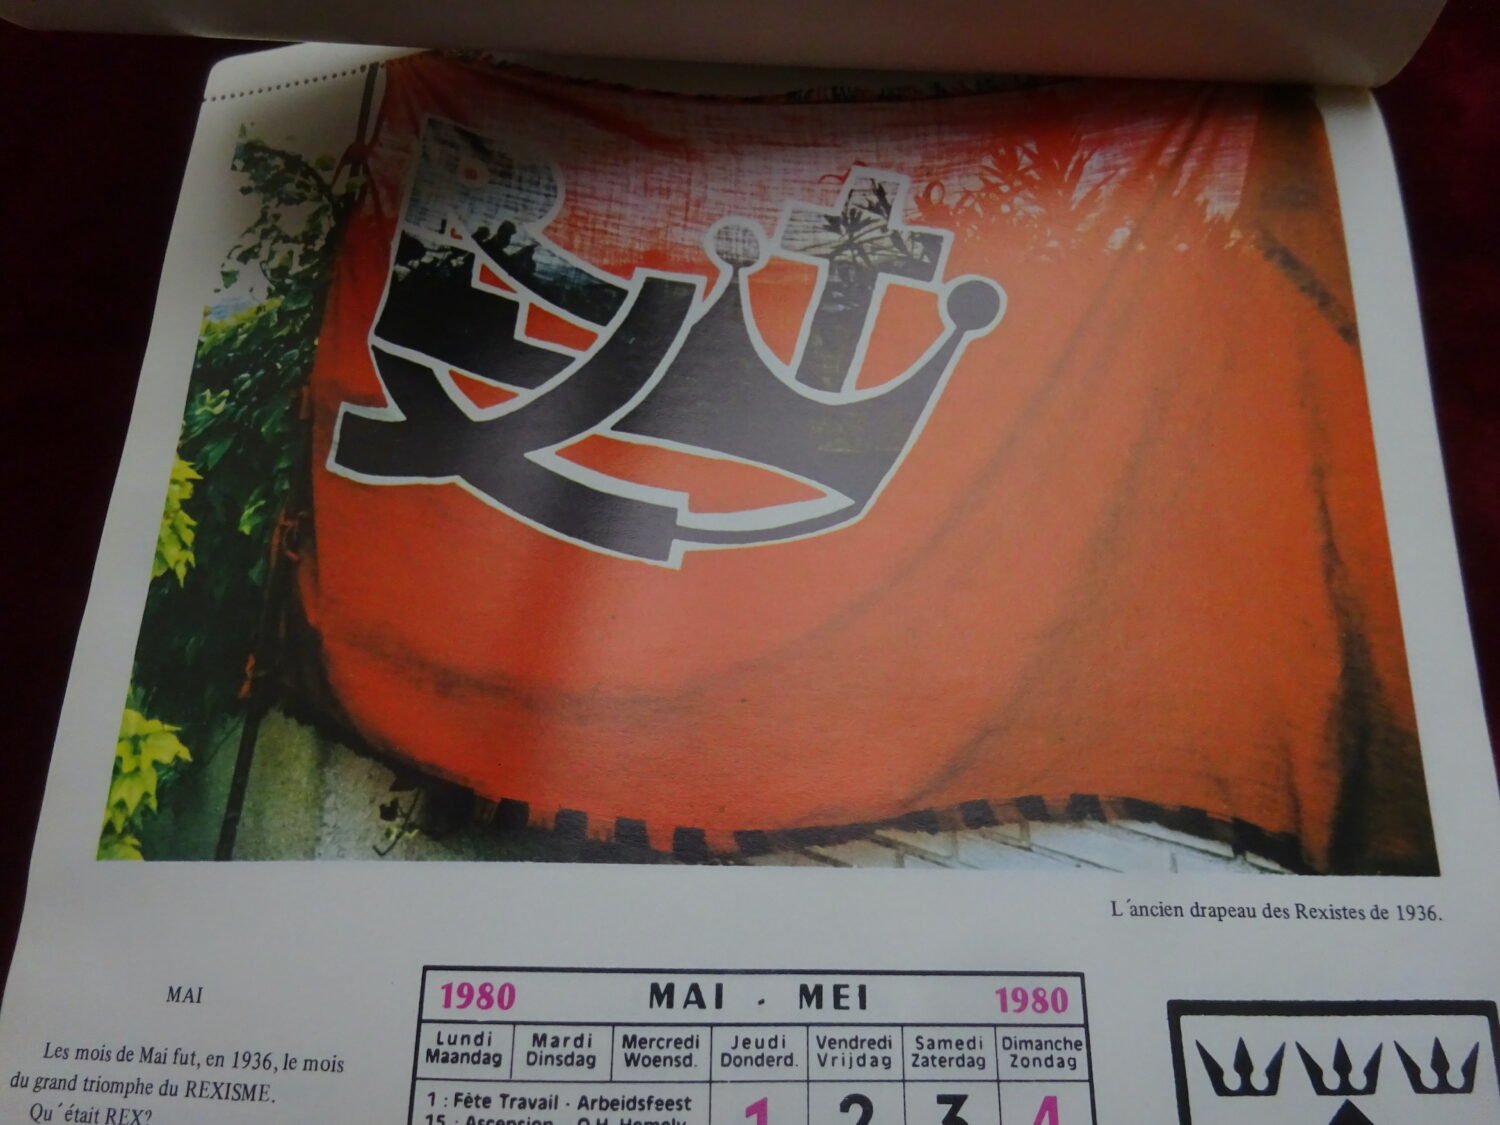 REX
L´ancien drapeau des Rexistes de 1936.
MAI
Les mois de Mai fut, en 1936, le mois
du grand triomphe du REXISME.
Qu´était REX?
1980 MAI . MEI 1980
Lundi Mardi Mercredi Jeudi Vendredi Samedi Dimanche
Maandag Dinsdag Woensd. Donderd. Vrijdag Zaterdag Zondag
1 : Fête Travail - Arbeidsfeest
1 2 3 4
15 : Ascension